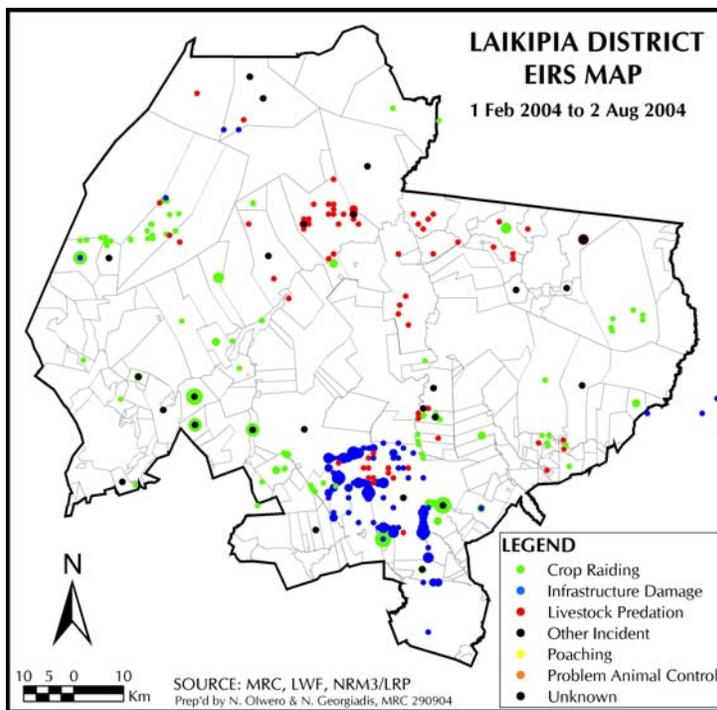 LAIKIPIA DISTRICT
EIRS MAP
1 Feb 2004 to 2 Aug 2004
N
10 5 0 10
Km
SOURCE: MRC, LWF, NRM3/LRP
Prep'd by N. Olwero & N. Georgiadis, MRC 290904
LEGEND
Crop Raiding
Infrastructure Damage
Livestock Predation
Other Incident
Poaching
Problem Animal Control
Unknown